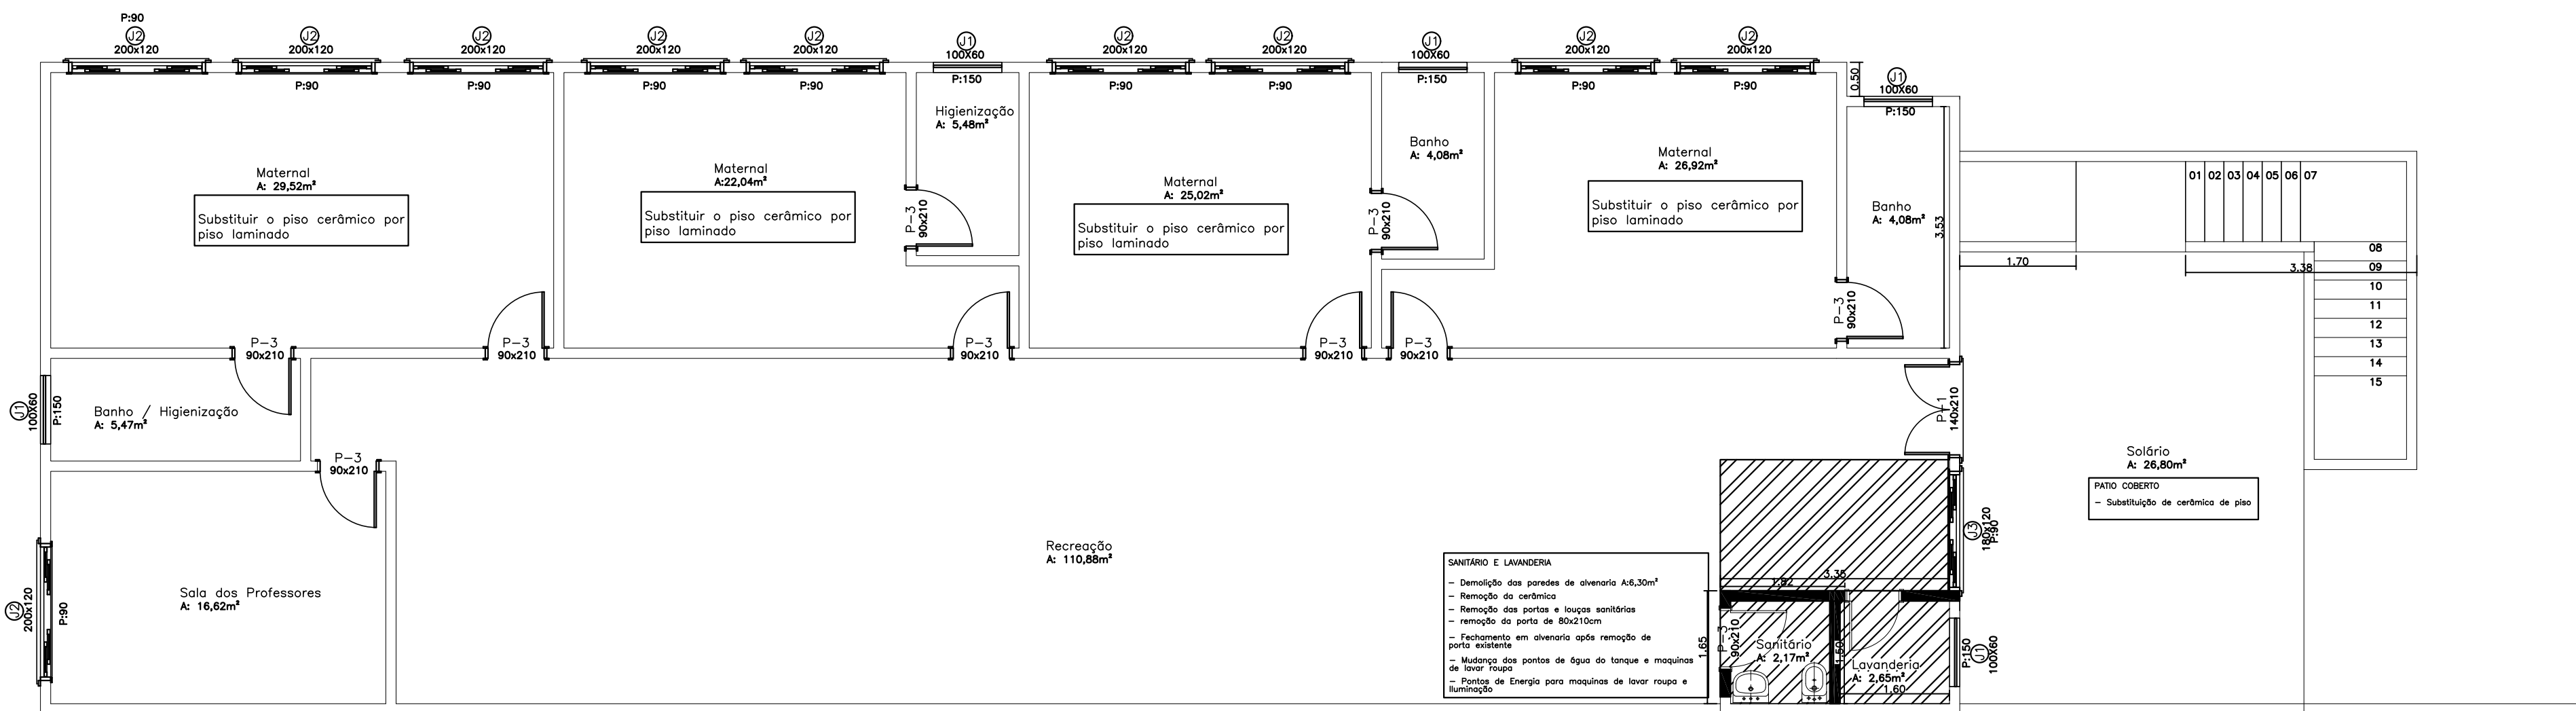 P:90
J2
200x120
J2
200x120
P:90
J2
200x120
P:90
J2
200x120
P:90
J2
200x120
P:90
J1
100X60
P:150
J2
200x120
P:90
J2
200x120
P:90
J1
100X60
P:150
J2
200x120
P:90
J2
200x120
P:90
0.50
J1
100X60
P:150
Maternal
A: 29,52m²
Substituir o piso cerâmico por
piso laminado
Maternal
A:22,04m²
Substituir o piso cerâmico por
piso laminado
Higienização
A: 5,48m²
P-3
90x210
Maternal
A: 25,02m²
Substituir o piso cerâmico por
piso laminado
Banho
A: 4,08m²
P-3
90x210
Maternal
A: 26,92m²
Substituir o piso cerâmico por
piso laminado
Banho
A: 4,08m²
3.53
P-3
90x210
01 02 03 04 05 06 07
08
09
10
11
12
13
14
15
1.70
3.38
P-3
90x210
P-3
90x210
P-3
90x210
P-3
90x210
P-3
90x210
J1
100X60
P:150
Banho / Higienização
A: 5,47m²
P-3
90x210
P-1
140x210
Solário
A: 26,80m²
PATIO COBERTO
- Substituição de cerâmica de piso
J2
200x120
P:90
Sala dos Professores
A: 16,62m²
Recreação
A: 110,88m²
J3
180x120
P:90
SANITÁRIO E LAVANDERIA
- Demolição das paredes de alvenaria A:6,30m²
- Remoção da cerâmica
- Remoção das portas e louças sanitárias
- remoção da porta de 80x210cm
- Fechamento em alvenaria após remoção de
porta existente
- Mudança dos pontos de água do tanque e maquinas
de lavar roupa
- Pontos de Energia para maquinas de lavar roupa e
Iluminação
3.35
1.82
1.65
P-3
90x210
Sanitário
A: 2,17m²
1.50
Lavanderia
A: 2,65m²
1.60
P:150
J1
100X60